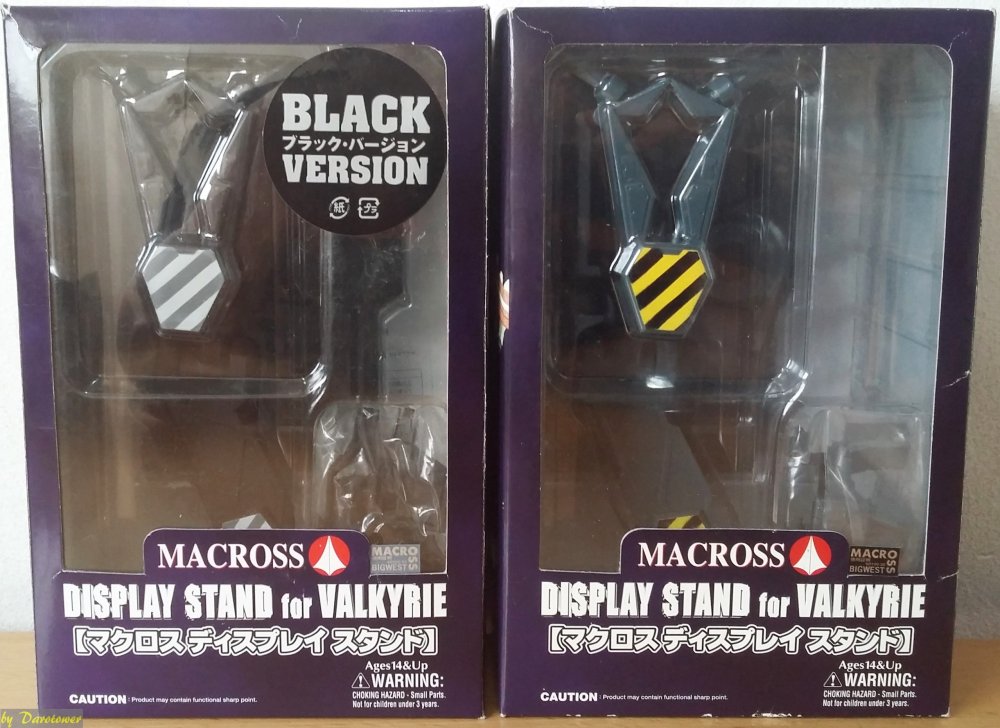 BLACK
ブラック・バージョン
VERSION
紙
プラ
MACROSS
MACRO
SS
BIGWEST
DISPLAY STAND for VALKYRIE
【マクロス ディスプレイ スタンド】
Ages14&Up
WARNING:
CHOKING HAZARD - Small Parts.
Not for children under 3 years.
CAUTION : Product may contain functional sharp point.
MACROSS
MACRO
SS
BIGWEST
DISPLAY STAND for VALKYRIE
【マクロス ディスプレイ スタンド】
Ages14&Up
WARNING:
CHOKING HAZARD - Small Parts.
Not for children under 3 years.
CAUTION : Product may contain functional sharp point.
by Darotower